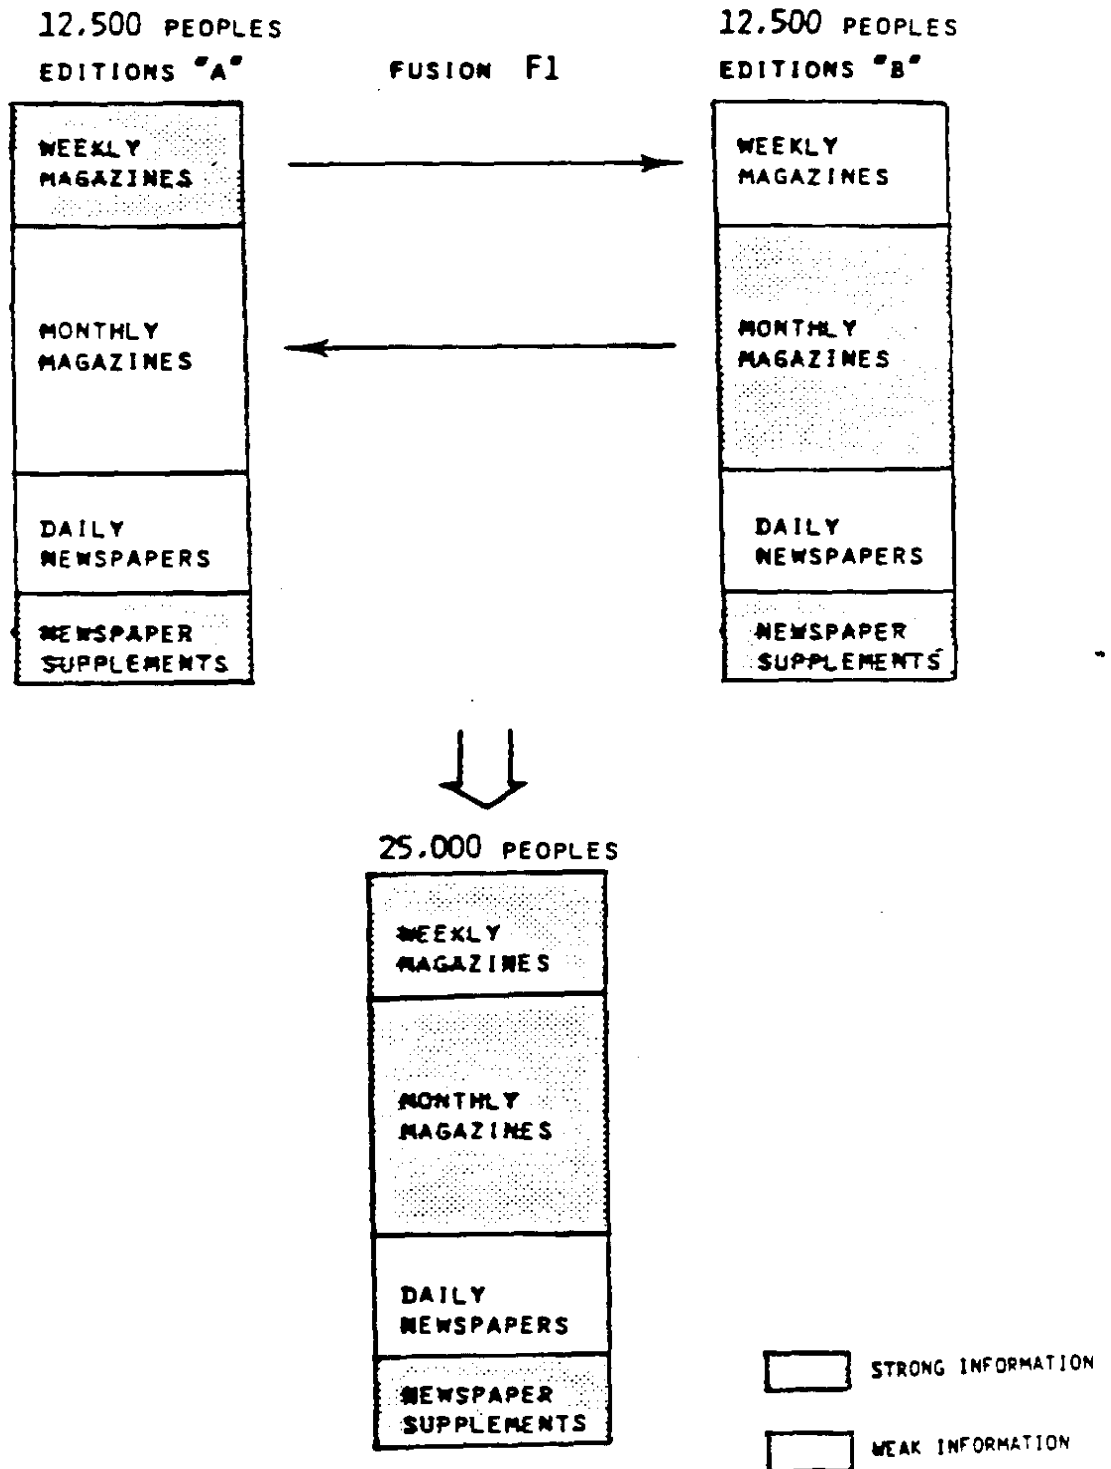 12.500 PEOPLES
EDITIONS "A"
FUSION F1
12.500 PEOPLES
EDITIONS "B"
WEEKLY
MAGAZINES
MONTHLY
MAGAZINES
DAILY
NEWSPAPERS
NEWSPAPER
SUPPLEMENTS
WEEKLY
MAGAZINES
MONTHLY
MAGAZINES
DAILY
NEWSPAPERS
NEWSPAPER
SUPPLEMENTS
25.000 PEOPLES
WEEKLY
MAGAZINES
MONTHLY
MAGAZINES
DAILY
NEWSPAPERS
NEWSPAPER
SUPPLEMENTS
STRONG INFORMATION
WEAK INFORMATION